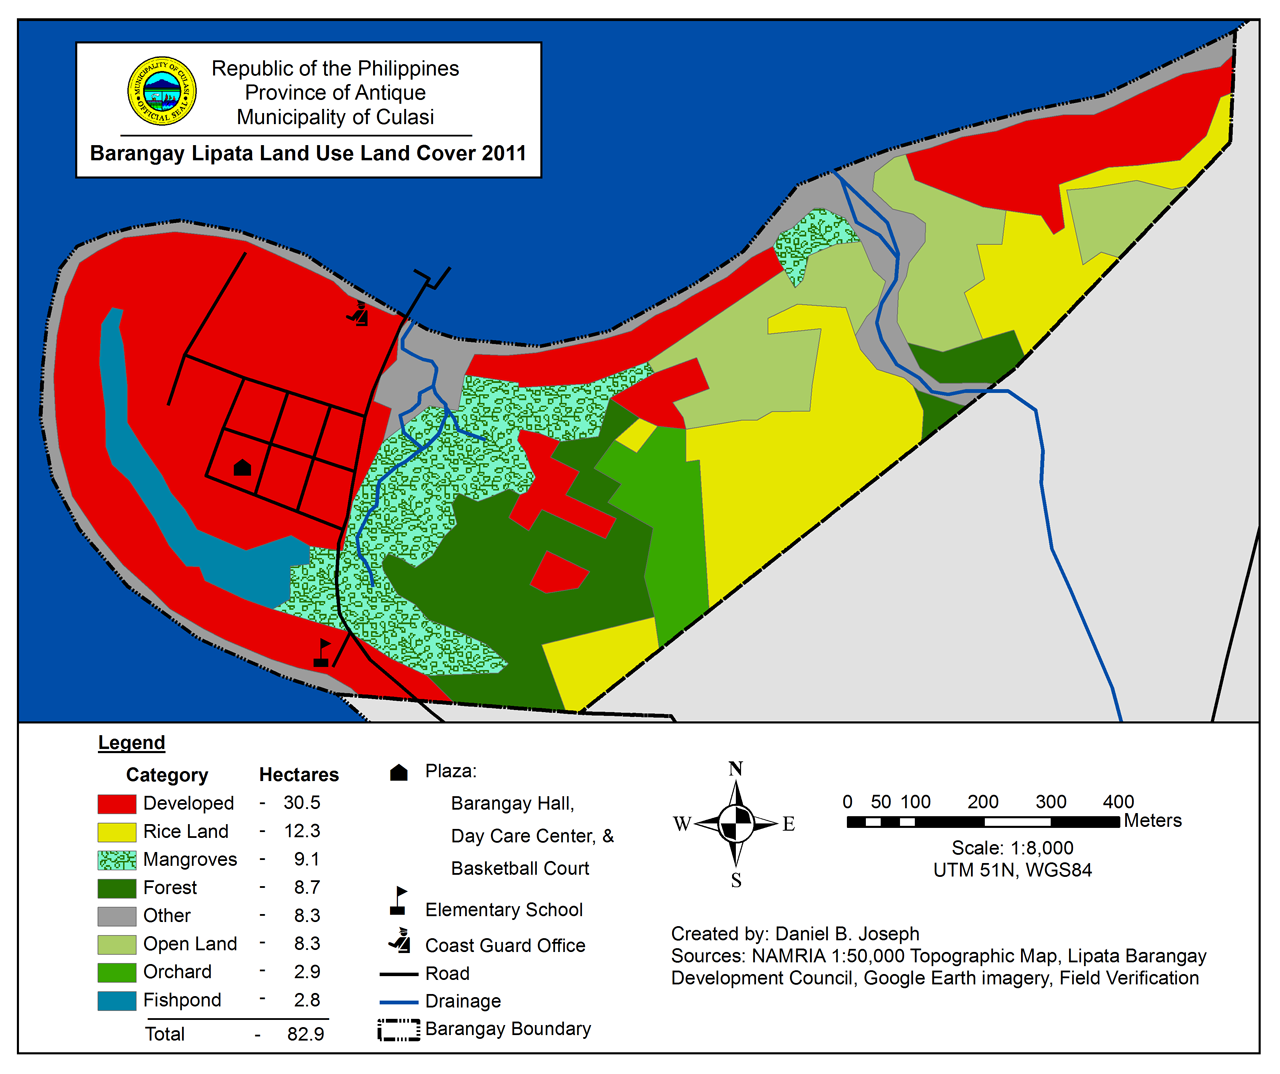 Republic of the Philippines
Province of Antique
Municipality of Culasi
MUNICIPALITY OF CULASI
OFFICIAL SEAL
Barangay Lipata Land Use Land Cover 2011
Legend
Category Hectares
Developed - 30.5
Rice Land - 12.3
Mangroves - 9.1
Forest - 8.7
Other - 8.3
Open Land - 8.3
Orchard - 2.9
Fishpond - 2.8
Total - 82.9
Plaza:
Barangay Hall,
Day Care Center, &
Basketball Court
Elementary School
Coast Guard Office
Road
Drainage
Barangay Boundary
N
W E
S
0 50 100 200 300 400
Meters
Scale: 1:8,000
UTM 51N, WGS84
Created by: Daniel B. Joseph
Sources: NAMRIA 1:50,000 Topographic Map, Lipata Barangay
Development Council, Google Earth imagery, Field Verification